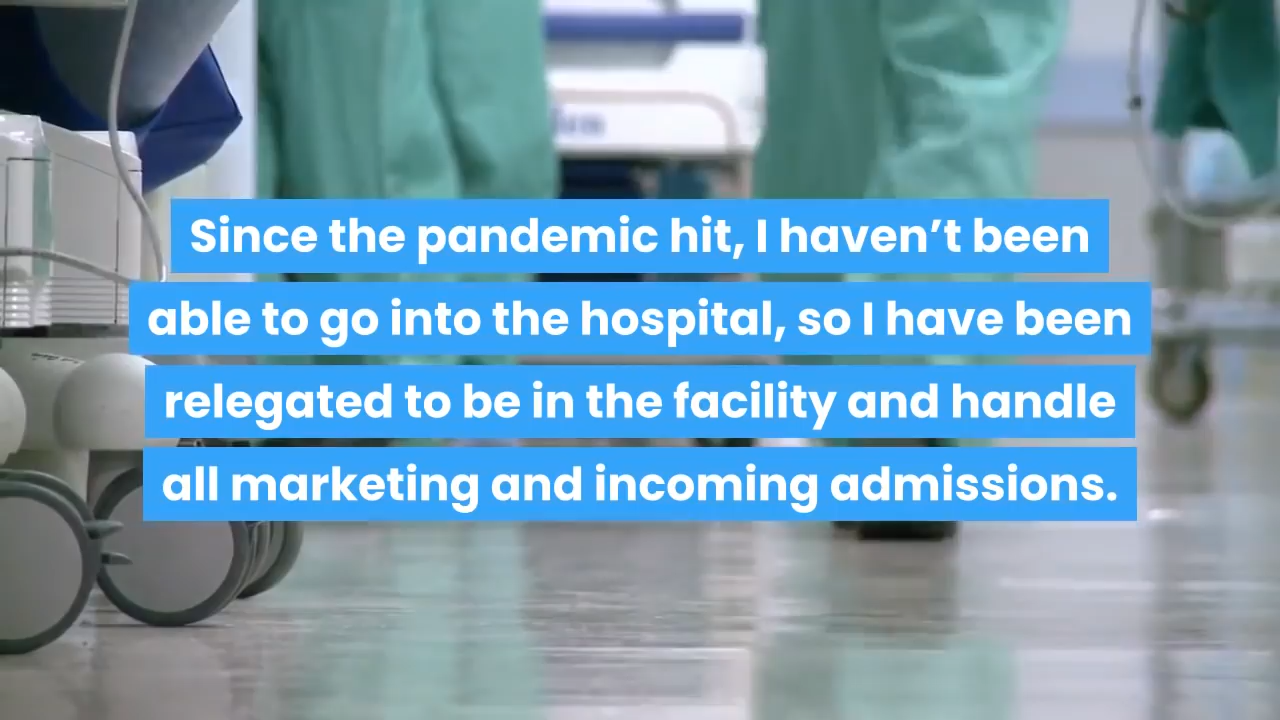 Since the pandemic hit, I haven’t been
able to go into the hospital, so I have been
relegated to be in the facility and handle
all marketing and incoming admissions.